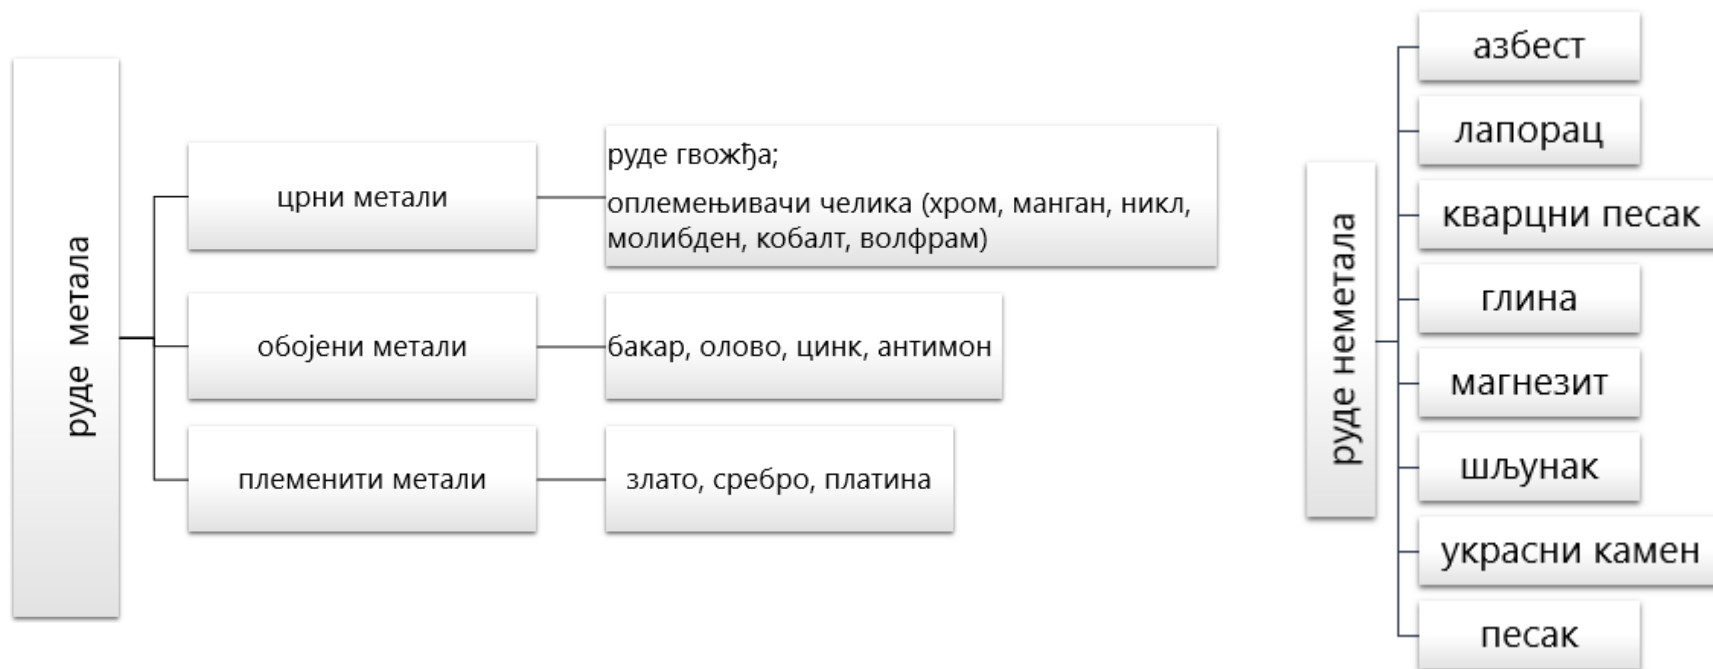 руде метала
црни метали
руде гвожђа;
оплемењивачи челика (хром, манган, никл,
молибден, кобалт, волфрам)
обојени метали
бакар, олово, цинк, антимон
племенити метали
злато, сребро, платина
руде неметала
азбест
лапорац
кварцни песак
глина
магнезит
шљунак
украсни камен
песак